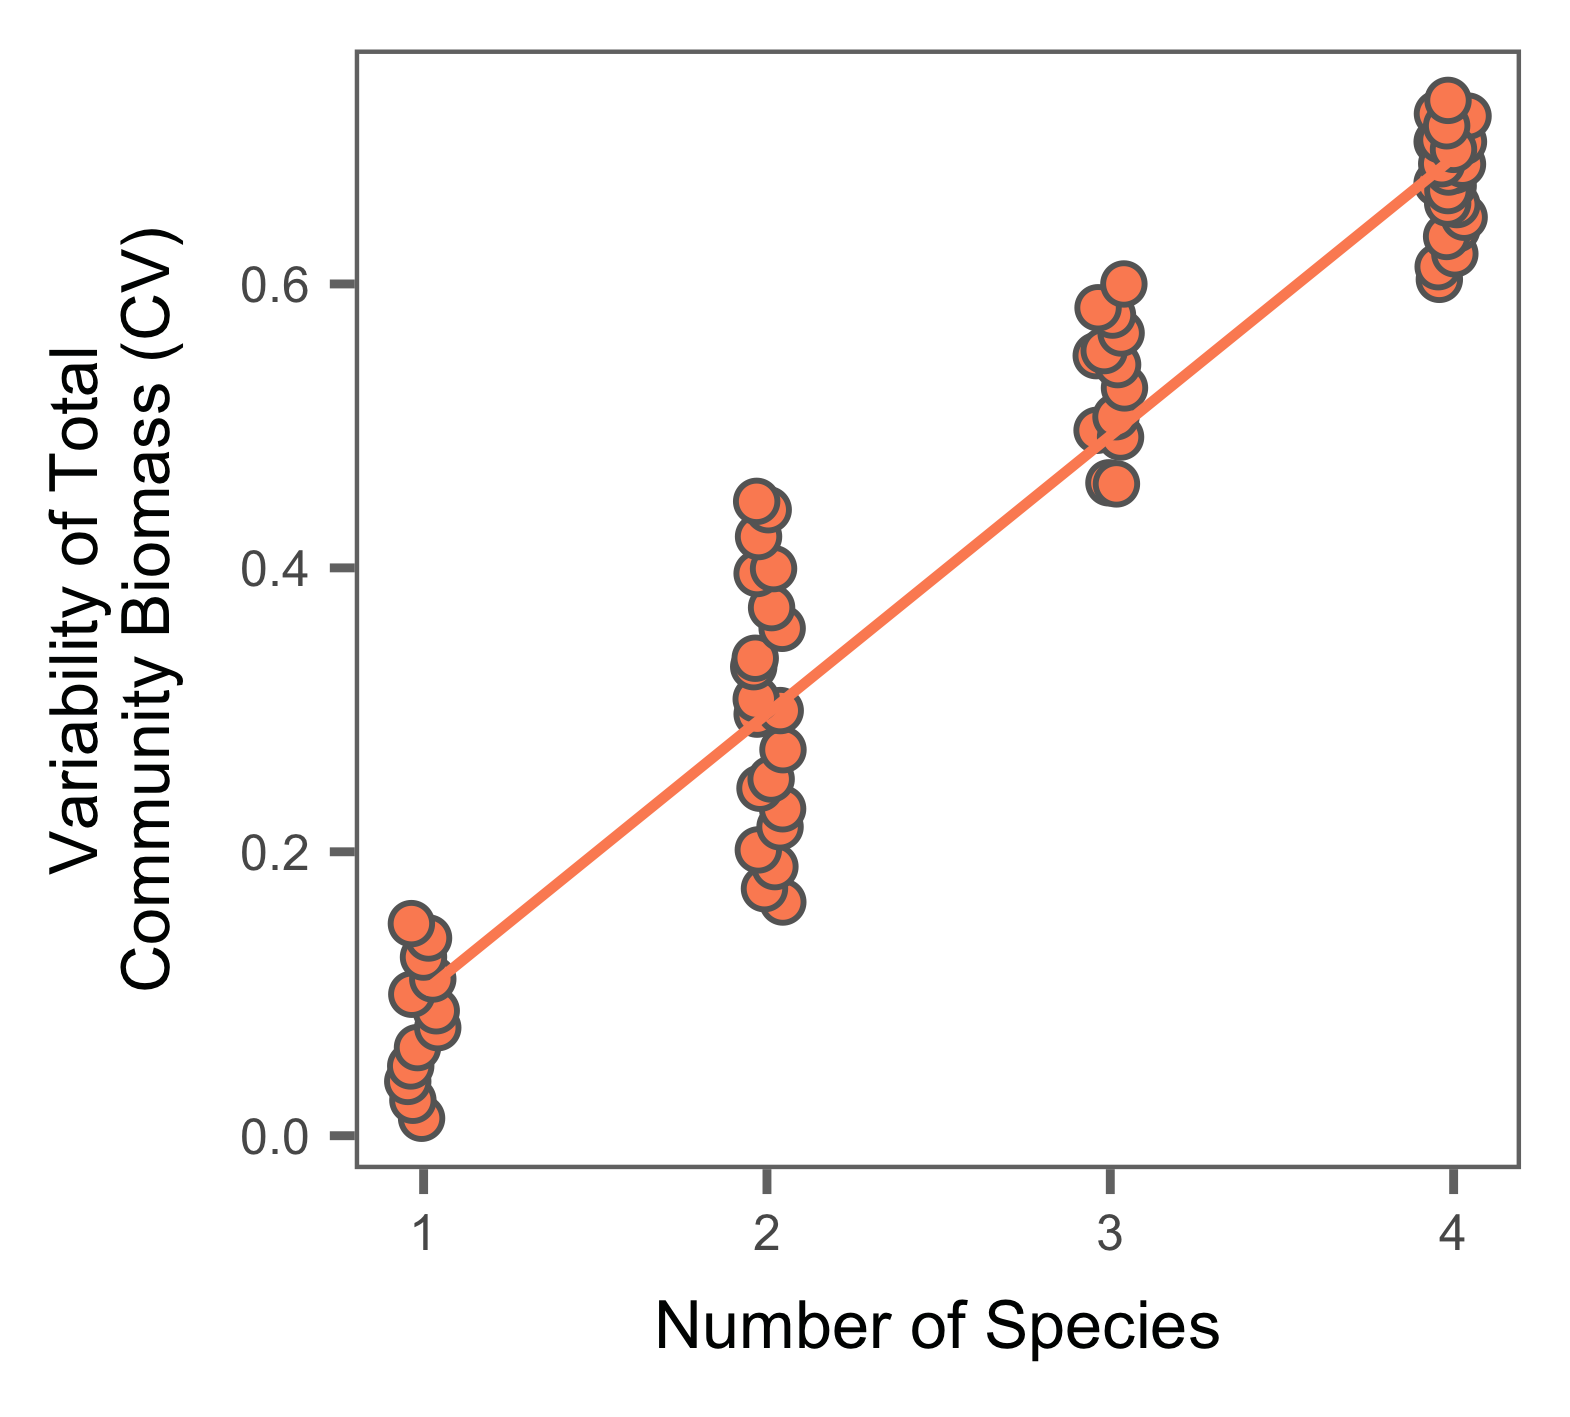 Variability of Total
Community Biomass (CV)
0.6
0.4
0.2
0.0
1 2 3 4
Number of Species